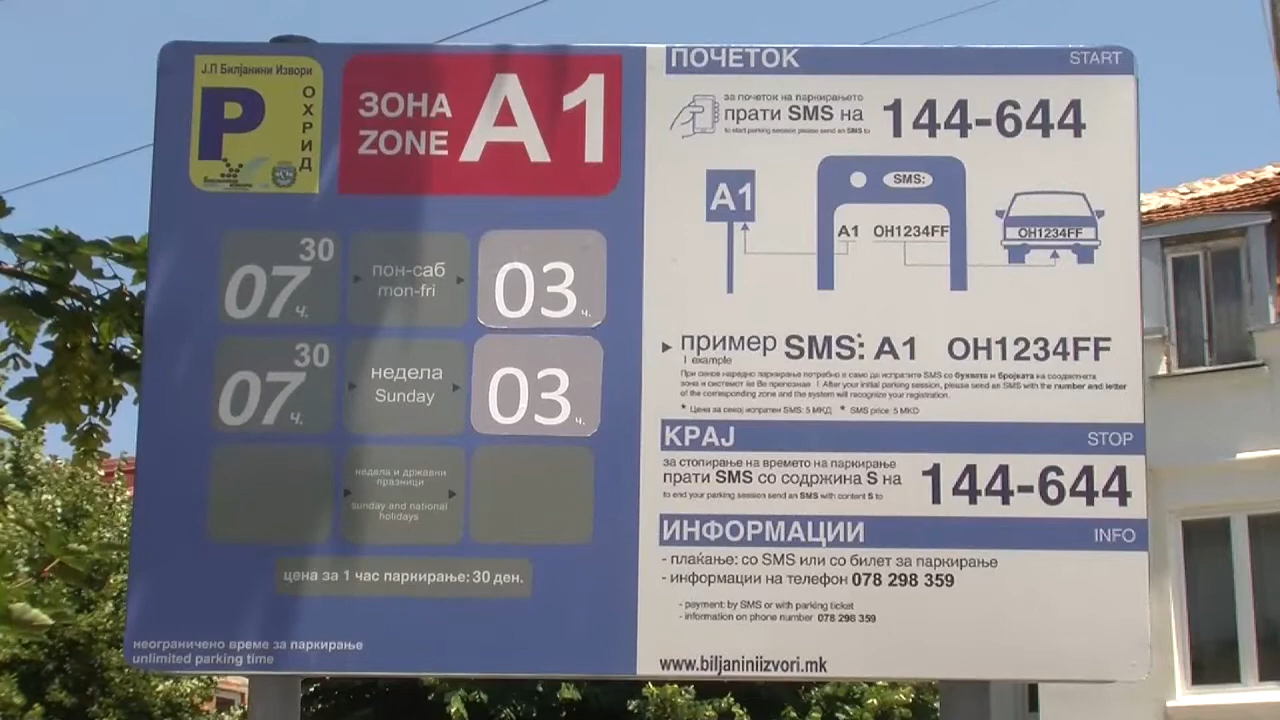 Ј.П Билјанини Извори
P
ОХРИД
ЗОНА
ZONE
A1
07 30 ч.
пон-саб
mon-fri
03 ч.
07 30 ч.
недела
Sunday
03 ч.
недела и државни
празници
sunday and national
holidays
цена за 1 час паркирање: 30 ден.
неограничено време за паркирање
unlimited parking time
ПОЧЕТОК START
за почеток на паркирањето
прати SMS на
to start parking session please send an SMS to
144-644
SMS:
A1
A1 OH1234FF
OH1234FF
пример SMS: A1 OH1234FF
example
При секое наредно паркирање потребно е само да испратите SMS со буквата и бројката на соодветната
зона и системот ќе Ве препознае ! After your initial parking session, please send an SMS with the number and letter
of the corresponding zone and the system will recognize your registration.
* Цена за секој испратен SMS: 5 МКД * SMS price: 5 MKD
КРАЈ STOP
за стопирање на времето на паркирање
прати SMS со содржина S на
to end your parking session send an SMS with content S to
144-644
ИНФОРМАЦИИ INFO
- плаќање: со SMS или со билет за паркирање
- информации на телефон 078 298 359
- payment: by SMS or with parking ticket
- information on phone number 078 298 359
www.biljaniniizvori.mk